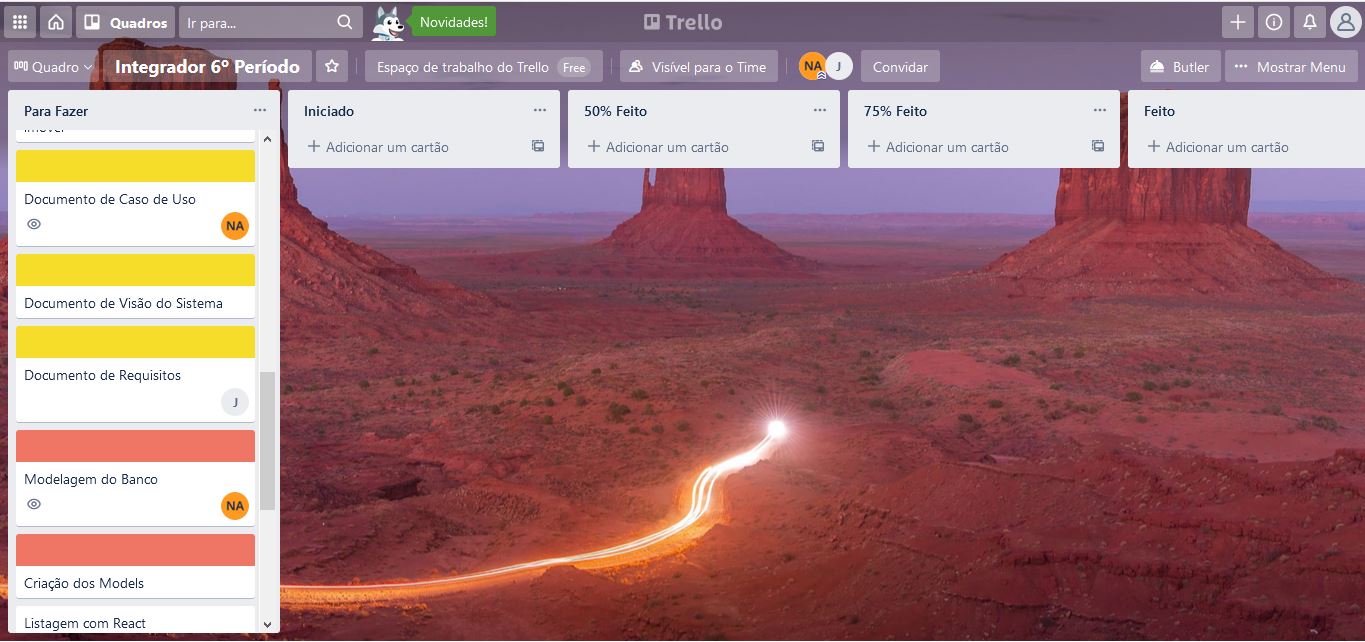 Quadros
Ir para...
Novidades!
Trello
Quadro
Integrador 6º Período
Espaço de trabalho do Trello
Free
Visível para o Time
NA
J
Convidar
Butler
Mostrar Menu
Para Fazer
Documento de Caso de Uso
NA
Documento de Visão do Sistema
Documento de Requisitos
J
Modelagem do Banco
NA
Criação dos Models
Listagem com React
Iniciado
Adicionar um cartão
50% Feito
Adicionar um cartão
75% Feito
Adicionar um cartão
Feito
Adicionar um cartão